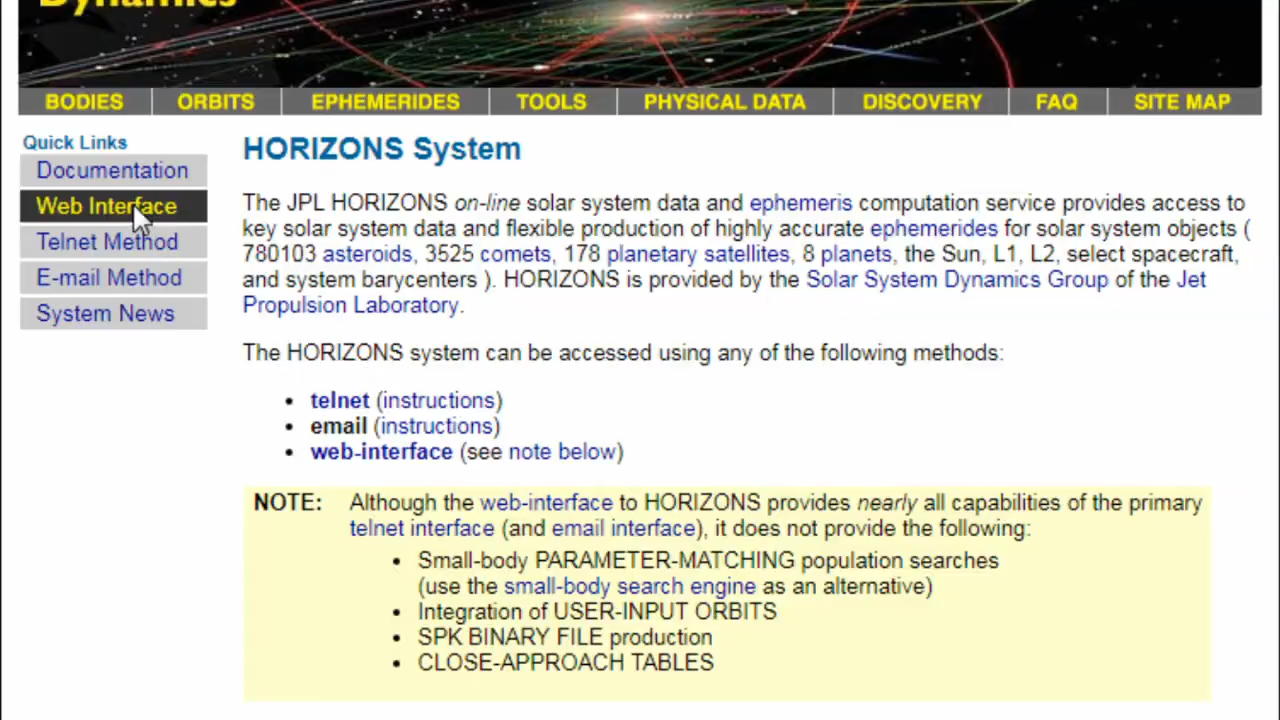 Dynamics
BODIES ORBITS EPHEMERIDES TOOLS PHYSICAL DATA DISCOVERY FAQ SITE MAP
Quick Links
Documentation
Web Interface
Telnet Method
E-mail Method
System News
HORIZONS System
The JPL HORIZONS on-line solar system data and ephemeris computation service provides access to
key solar system data and flexible production of highly accurate ephemerides for solar system objects (
780103 asteroids, 3525 comets, 178 planetary satellites, 8 planets, the Sun, L1, L2, select spacecraft,
and system barycenters ). HORIZONS is provided by the Solar System Dynamics Group of the Jet
Propulsion Laboratory.
The HORIZONS system can be accessed using any of the following methods:
• telnet (instructions)
• email (instructions)
• web-interface (see note below)
NOTE: Although the web-interface to HORIZONS provides nearly all capabilities of the primary
telnet interface (and email interface), it does not provide the following:
• Small-body PARAMETER-MATCHING population searches
(use the small-body search engine as an alternative)
• Integration of USER-INPUT ORBITS
• SPK BINARY FILE production
• CLOSE-APPROACH TABLES